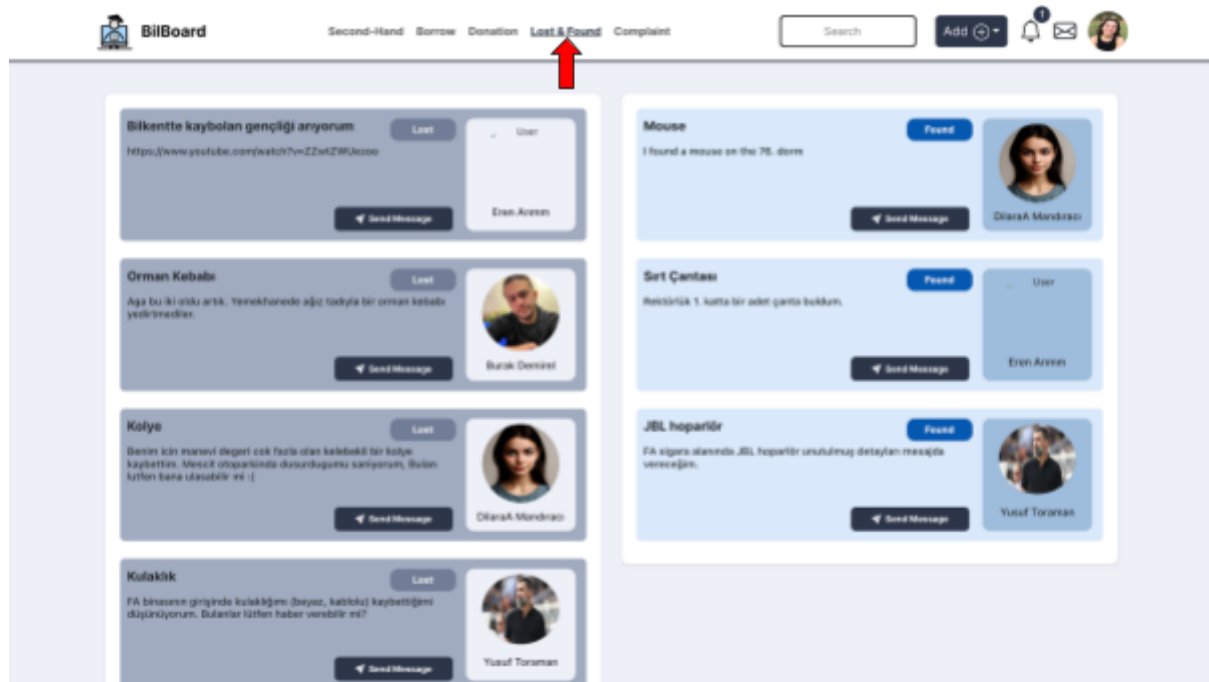 BilBoard
Second-Hand Borrow Donation Lost & Found Complaint
Search
Add
1
Bilkentte kaybolan gençliği arıyorum
Lost
User
https://www.youtube.com/watch?v=
Send Message
Eren Arımın
Orman Kebabı
Lost
Aga bu iki oldu artık. Yemekhanede ağız tadıyla bir orman kebabı
yedirtmediler.
Send Message
Burak Demirel
Kolye
Lost
Benim icin manevi degeri cok fazla olan kelebekli bir kolye
kaybettim. Mescit otoparkinda dusurdugumu saniyorum, Bulan
lutfen bana ulasabilir mi :(
Send Message
DilaraA Mandıracı
Kulaklık
Lost
FA binasının girişinde kulaklığımı (beyaz, kablolu) kaybettiğimi
düşünüyorum. Bulanlar lütfen haber verebilir mi?
Send Message
Yusuf Toraman
Mouse
Found
I found a mouse on the 76. dorm
Send Message
DilaraA Mandıracı
Sırt Çantası
Found
User
Rektörlük 1. katta bir adet çanta buldum.
Send Message
Eren Arımın
JBL hoparlör
Found
FA sigara alanında JBL hoparlör unutulmuş detayları mesajda
vereceğim.
Send Message
Yusuf Toraman